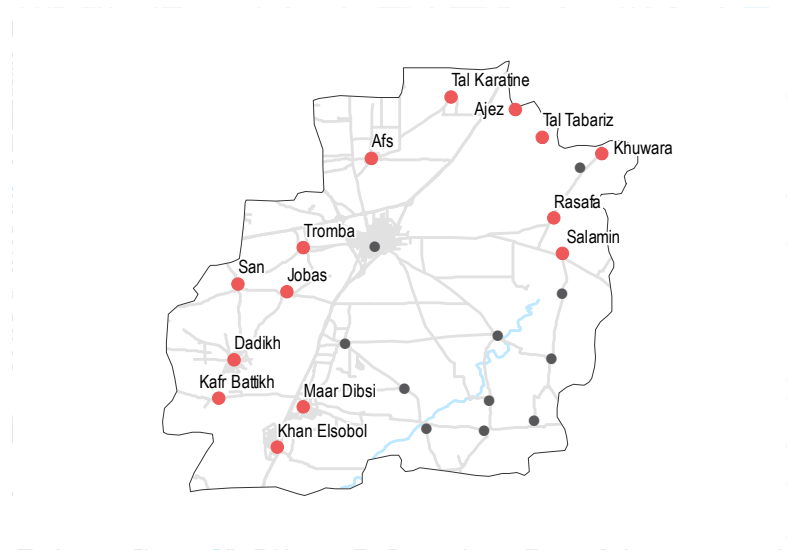 Tal Karatine
Ajez
Tal Tabariz
Afs
Khuwara
Rasafa
Tromba
Salamin
San
Jobas
Dadikh
Kafr Battikh
Maar Dibsi
Khan Elsobol